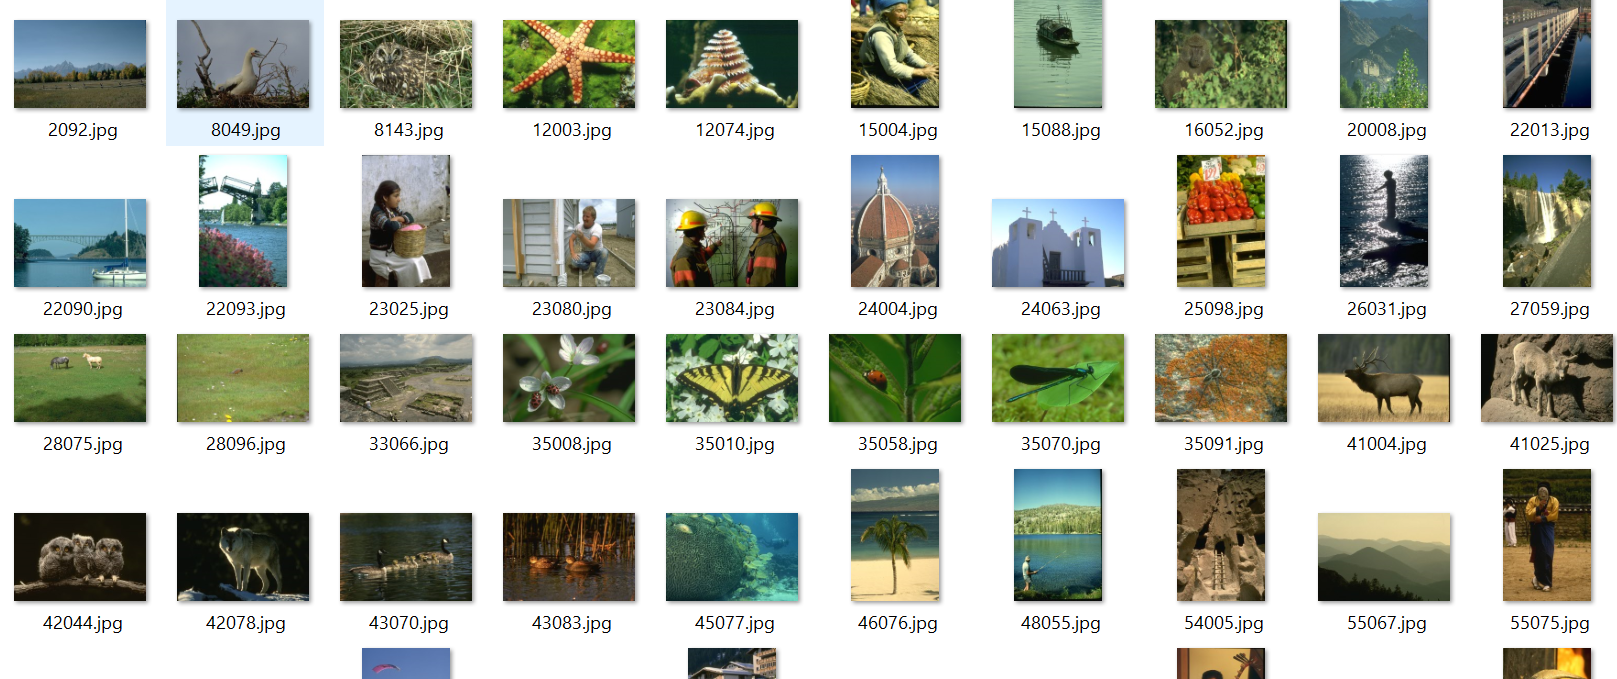 2092.jpg 8049.jpg 8143.jpg 12003.jpg 12074.jpg 15004.jpg 15088.jpg 16052.jpg 20008.jpg 22013.jpg
22090.jpg 22093.jpg 23025.jpg 23080.jpg 23084.jpg 24004.jpg 24063.jpg 25098.jpg 26031.jpg 27059.jpg
28075.jpg 28096.jpg 33066.jpg 35008.jpg 35010.jpg 35058.jpg 35070.jpg 35091.jpg 41004.jpg 41025.jpg
42044.jpg 42078.jpg 43070.jpg 43083.jpg 45077.jpg 46076.jpg 48055.jpg 54005.jpg 55067.jpg 55075.jpg